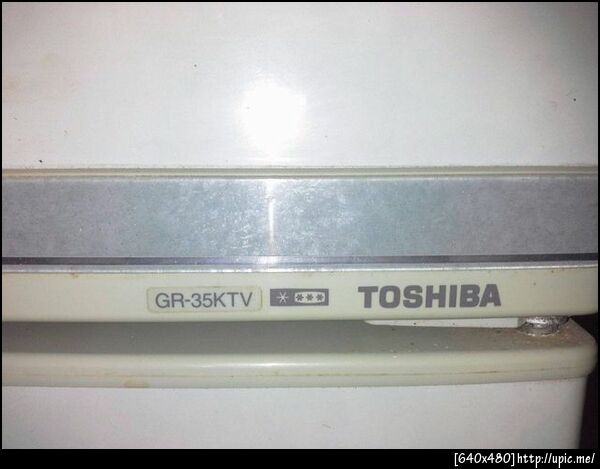 GR-35KTV TOSHIBA
[640x480]http://upic.me/